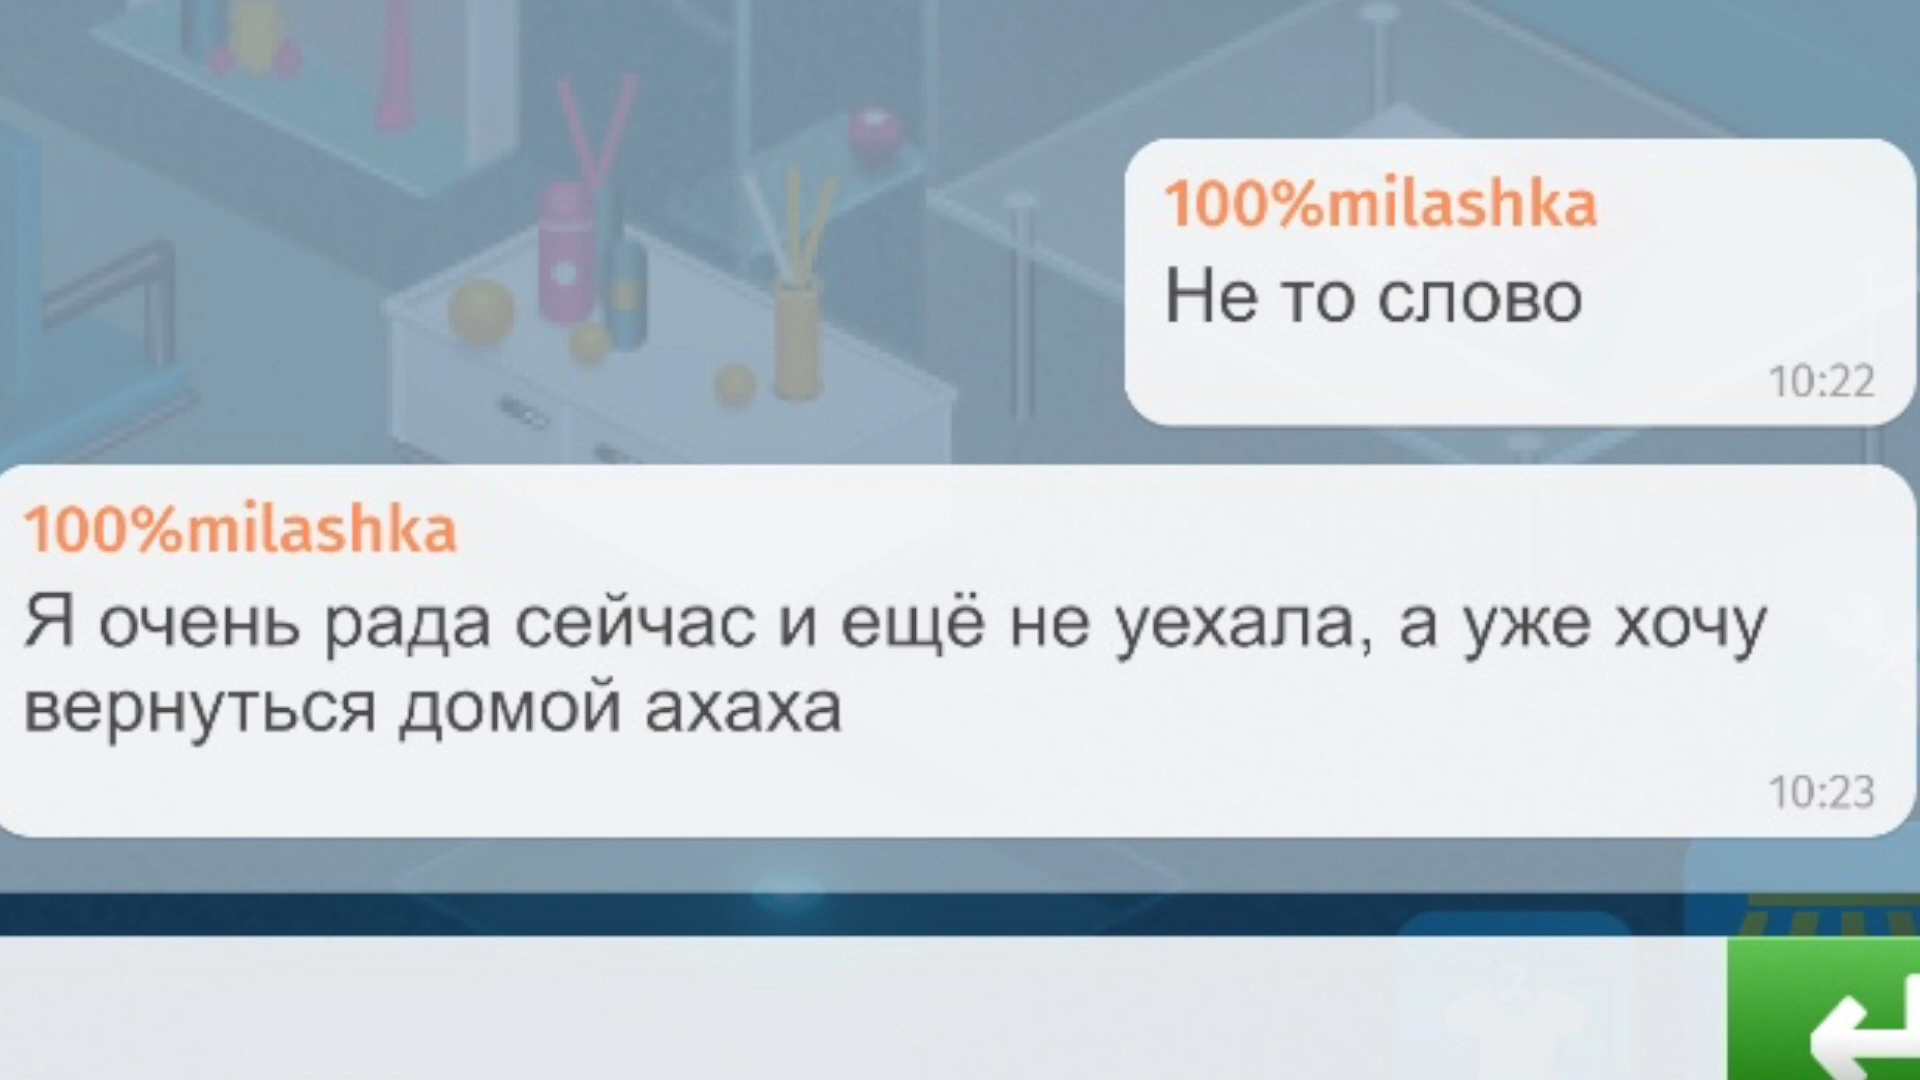 100%milashka
Не то слово
10:22
100%milashka
Я очень рада сейчас и ещё не уехала, а уже хочу
вернуться домой ахаха
10:23